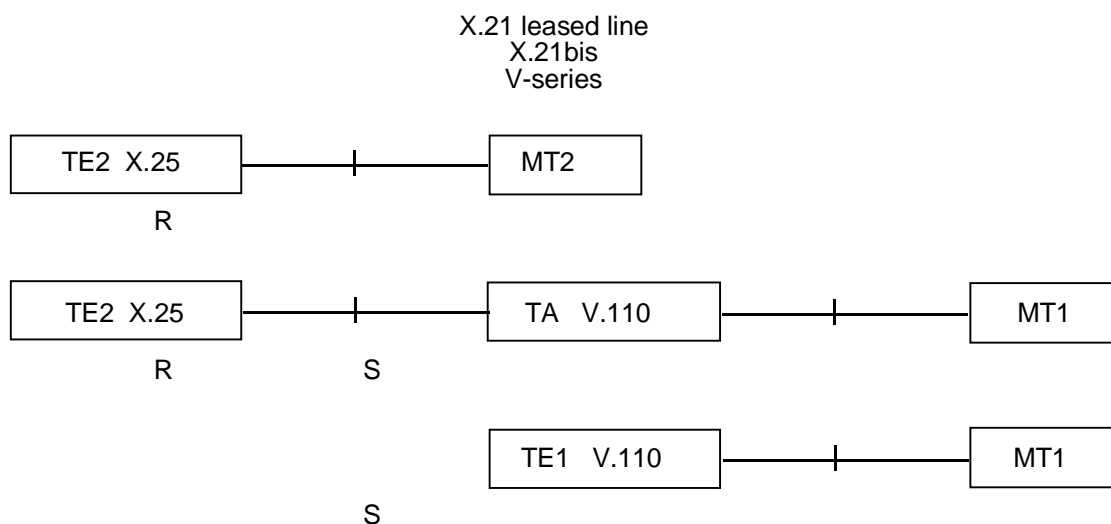 X.21 leased line
X.21bis
V-series
TE2 X.25 MT2
R
TE2 X.25 TA V.110 MT1
R S
TE1 V.110 MT1
S